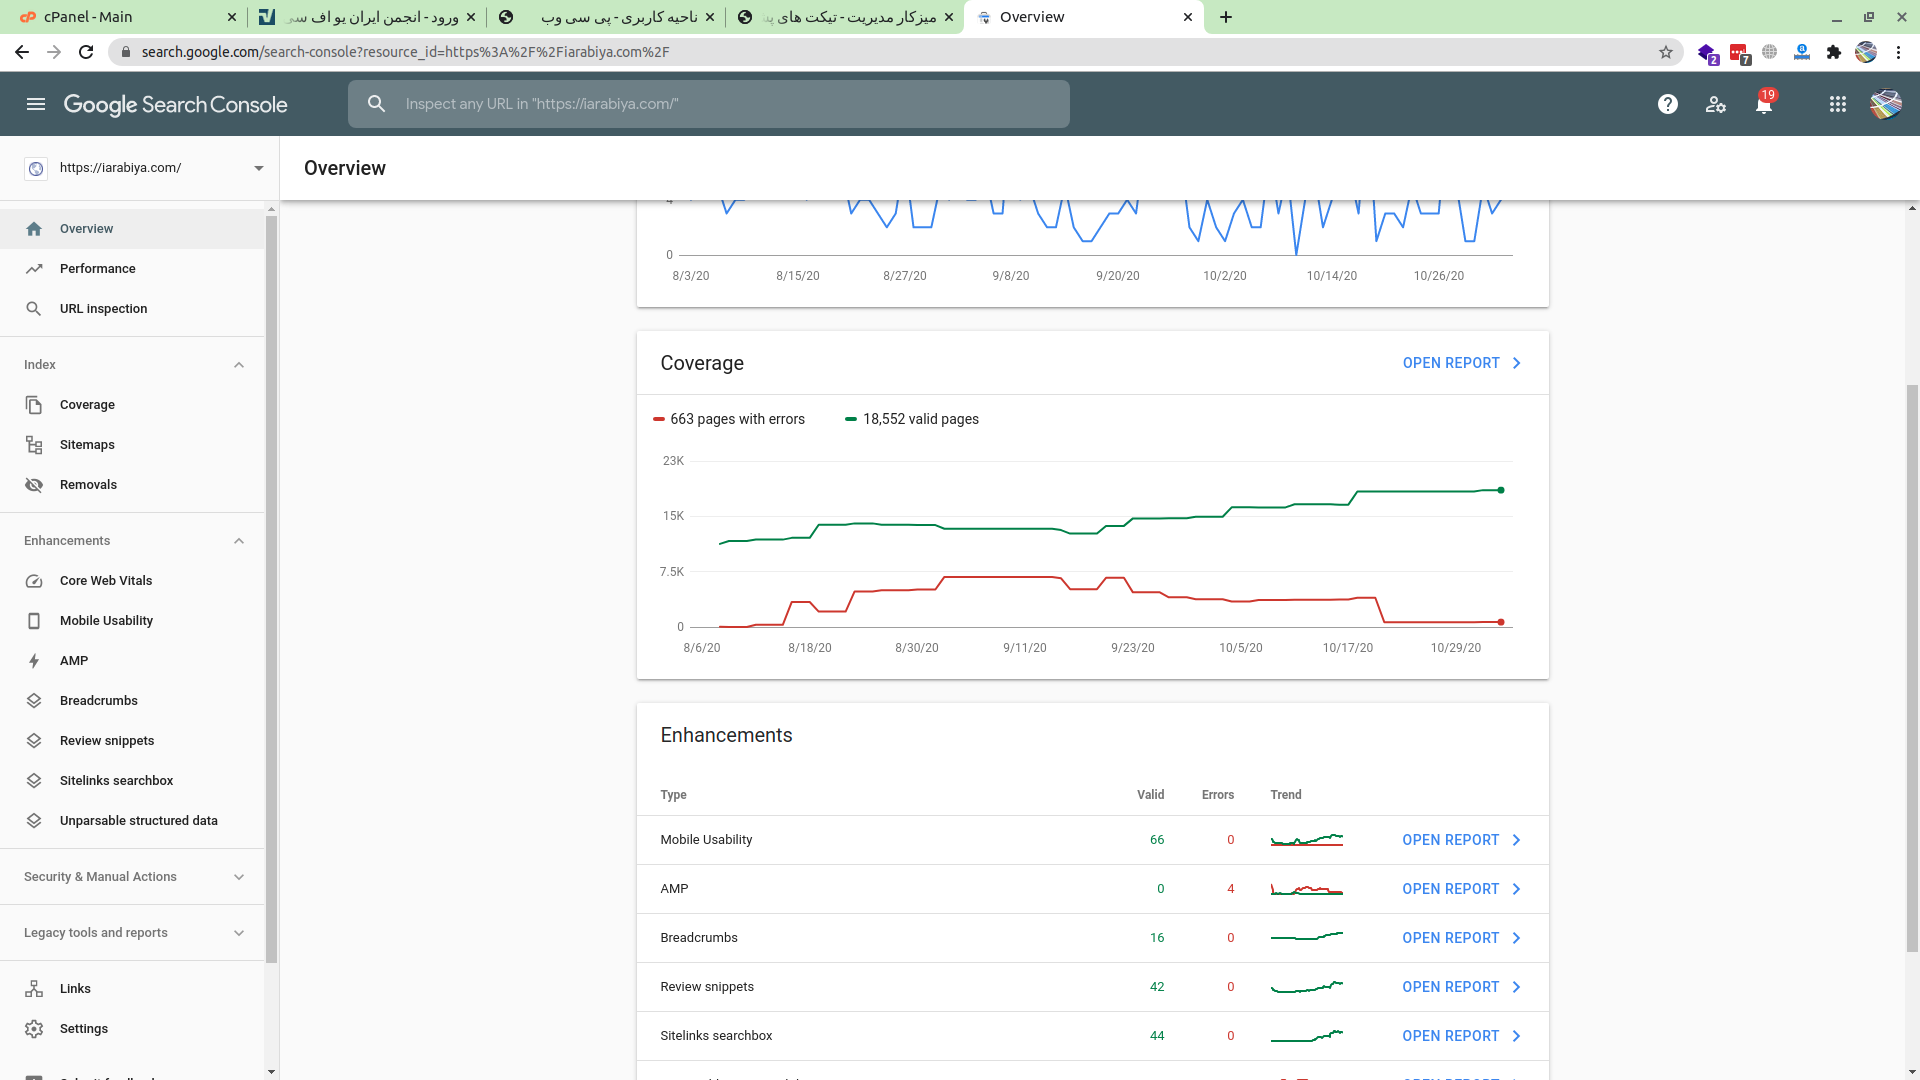 cPanel - Main
ورود - انجمن ایران یو اف سی
ناحیه کاربری - پی سی وب
میزکار مدیریت - تیکت های پش
Overview
search.google.com/search-console?resource_id=https%3A%2F%2Fiarabiya.com%2F
2
7
Google Search Console
Inspect any URL in "https://iarabiya.com/"
19
https://iarabiya.com/
Overview
Overview
Performance
URL inspection
Index
Coverage
Sitemaps
Removals
Enhancements
Core Web Vitals
Mobile Usability
AMP
Breadcrumbs
Review snippets
Sitelinks searchbox
Unparsable structured data
Security & Manual Actions
Legacy tools and reports
Links
Settings
4
0
8/3/20 8/15/20 8/27/20 9/8/20 9/20/20 10/2/20 10/14/20 10/26/20
Coverage
OPEN REPORT
663 pages with errors 18,552 valid pages
23K
15K
7.5K
0
8/6/20 8/18/20 8/30/20 9/11/20 9/23/20 10/5/20 10/17/20 10/29/20
Enhancements
Type Valid Errors Trend
Mobile Usability 66 0 OPEN REPORT
AMP 0 4 OPEN REPORT
Breadcrumbs 16 0 OPEN REPORT
Review snippets 42 0 OPEN REPORT
Sitelinks searchbox 44 0 OPEN REPORT